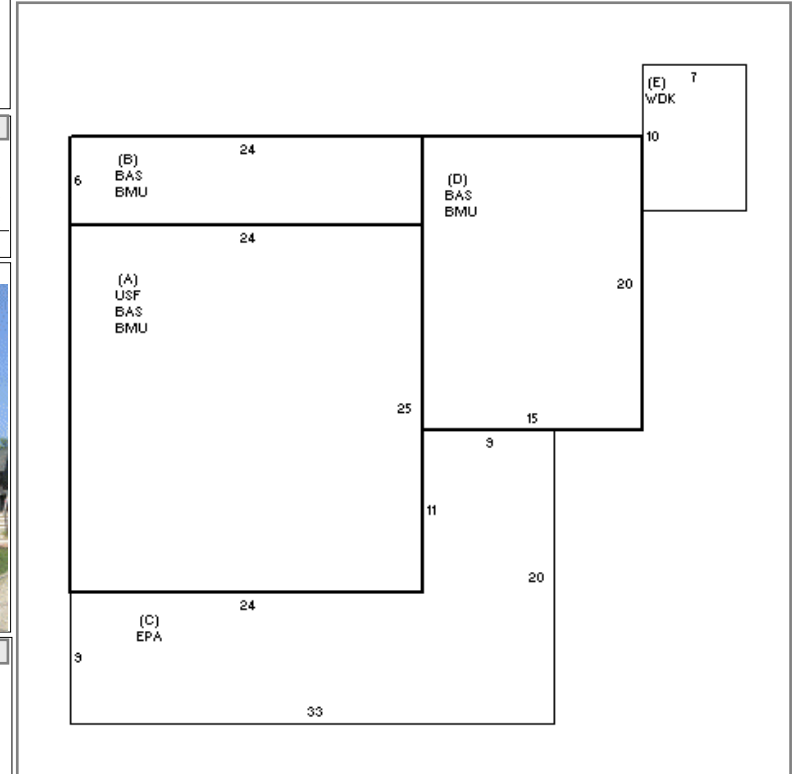 7
(E)
WDK
10
24
(B)
BAS
BMU
6
(D)
BAS
BMU
24
(A)
USF
BAS
BMU
20
25
15
9
11
20
24
(C)
EPA
9
33